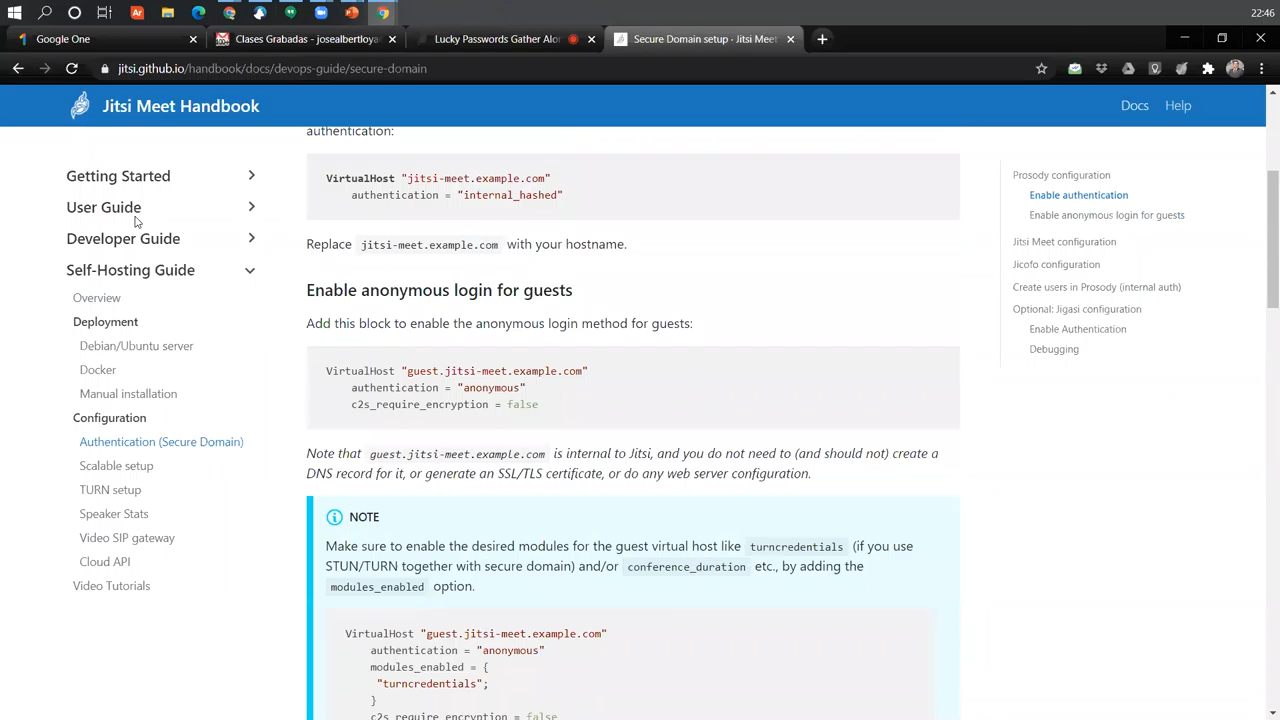 22:46
Google One
Clases Grabadas - josealbertloya
Lucky Passwords Gather Alo
Secure Domain setup - Jitsi Meet
jitsi.github.io/handbook/docs/devops-guide/secure-domain
Jitsi Meet Handbook
Docs
Help
Getting Started
User Guide
Developer Guide
Self-Hosting Guide
Overview
Deployment
Debian/Ubuntu server
Docker
Manual installation
Configuration
Authentication (Secure Domain)
Scalable setup
TURN setup
Speaker Stats
Video SIP gateway
Cloud API
Video Tutorials
authentication:
VirtualHost "jitsi-meet.example.com"
authentication = "internal_hashed"
Replace jitsi-meet.example.com with your hostname.
Enable anonymous login for guests
Add this block to enable the anonymous login method for guests:
VirtualHost "guest.jitsi-meet.example.com"
authentication = "anonymous"
c2s_require_encryption = false
Note that guest.jitsi-meet.example.com is internal to Jitsi, and you do not need to (and should not) create a
DNS record for it, or generate an SSL/TLS certificate, or do any web server configuration.
NOTE
Make sure to enable the desired modules for the guest virtual host like turncredentials (if you use
STUN/TURN together with secure domain) and/or conference_duration etc., by adding the
modules_enabled option.
VirtualHost "guest.jitsi-meet.example.com"
authentication = "anonymous"
modules_enabled = {
"turncredentials";
}
c2s_require_encryption = false
Prosody configuration
Enable authentication
Enable anonymous login for guests
Jitsi Meet configuration
Jicofo configuration
Create users in Prosody (internal auth)
Optional: Jigasi configuration
Enable Authentication
Debugging